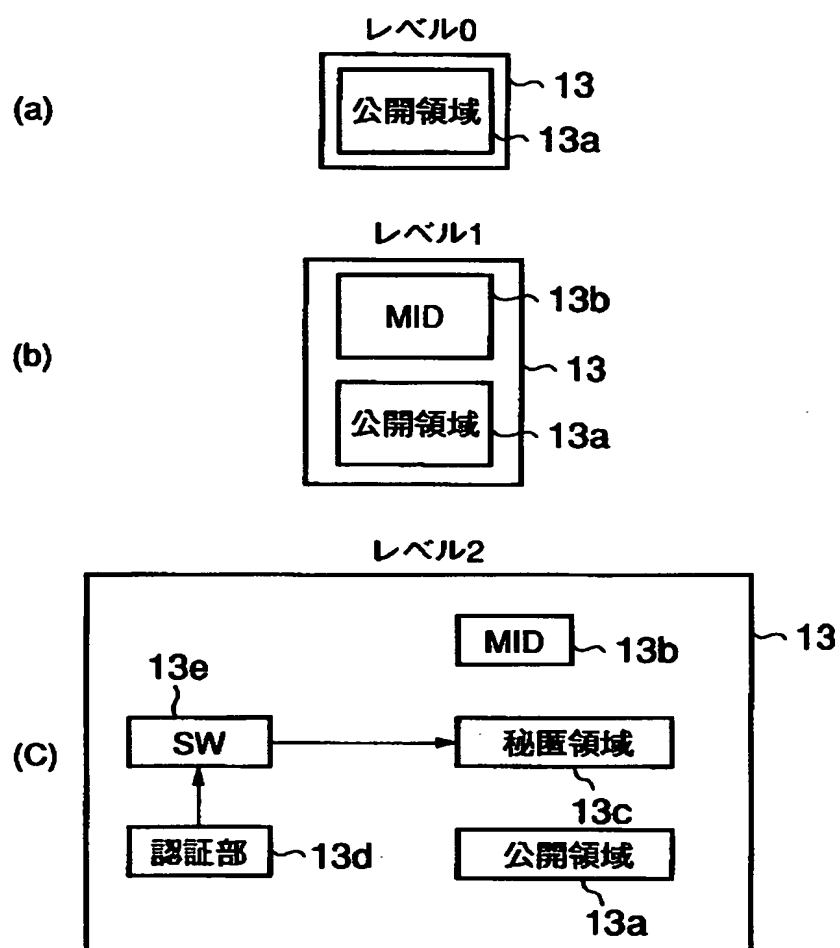 レベル0
(a)
公開領域
13
13a
レベル1
(b)
MID
13b
13
公開領域
13a
レベル2
(C)
MID
13b
13
13e
SW
秘匿領域
13c
認証部
13d
公開領域
13a